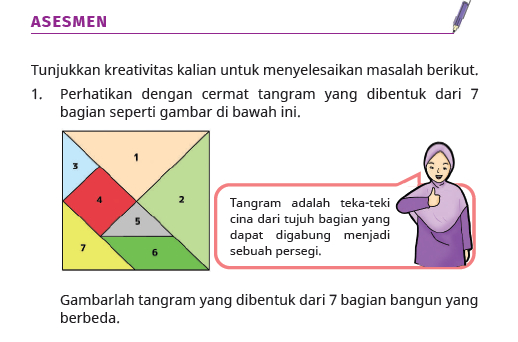 ASESMEN
Tunjukkan kreativitas kalian untuk menyelesaikan masalah berikut.
1. Perhatikan dengan cermat tangram yang dibentuk dari 7
bagian seperti gambar di bawah ini.
1
3
4
2
5
7
6
Tangram adalah teka-teki
cina dari tujuh bagian yang
dapat digabung menjadi
sebuah persegi.
Gambarlah tangram yang dibentuk dari 7 bagian bangun yang
berbeda.